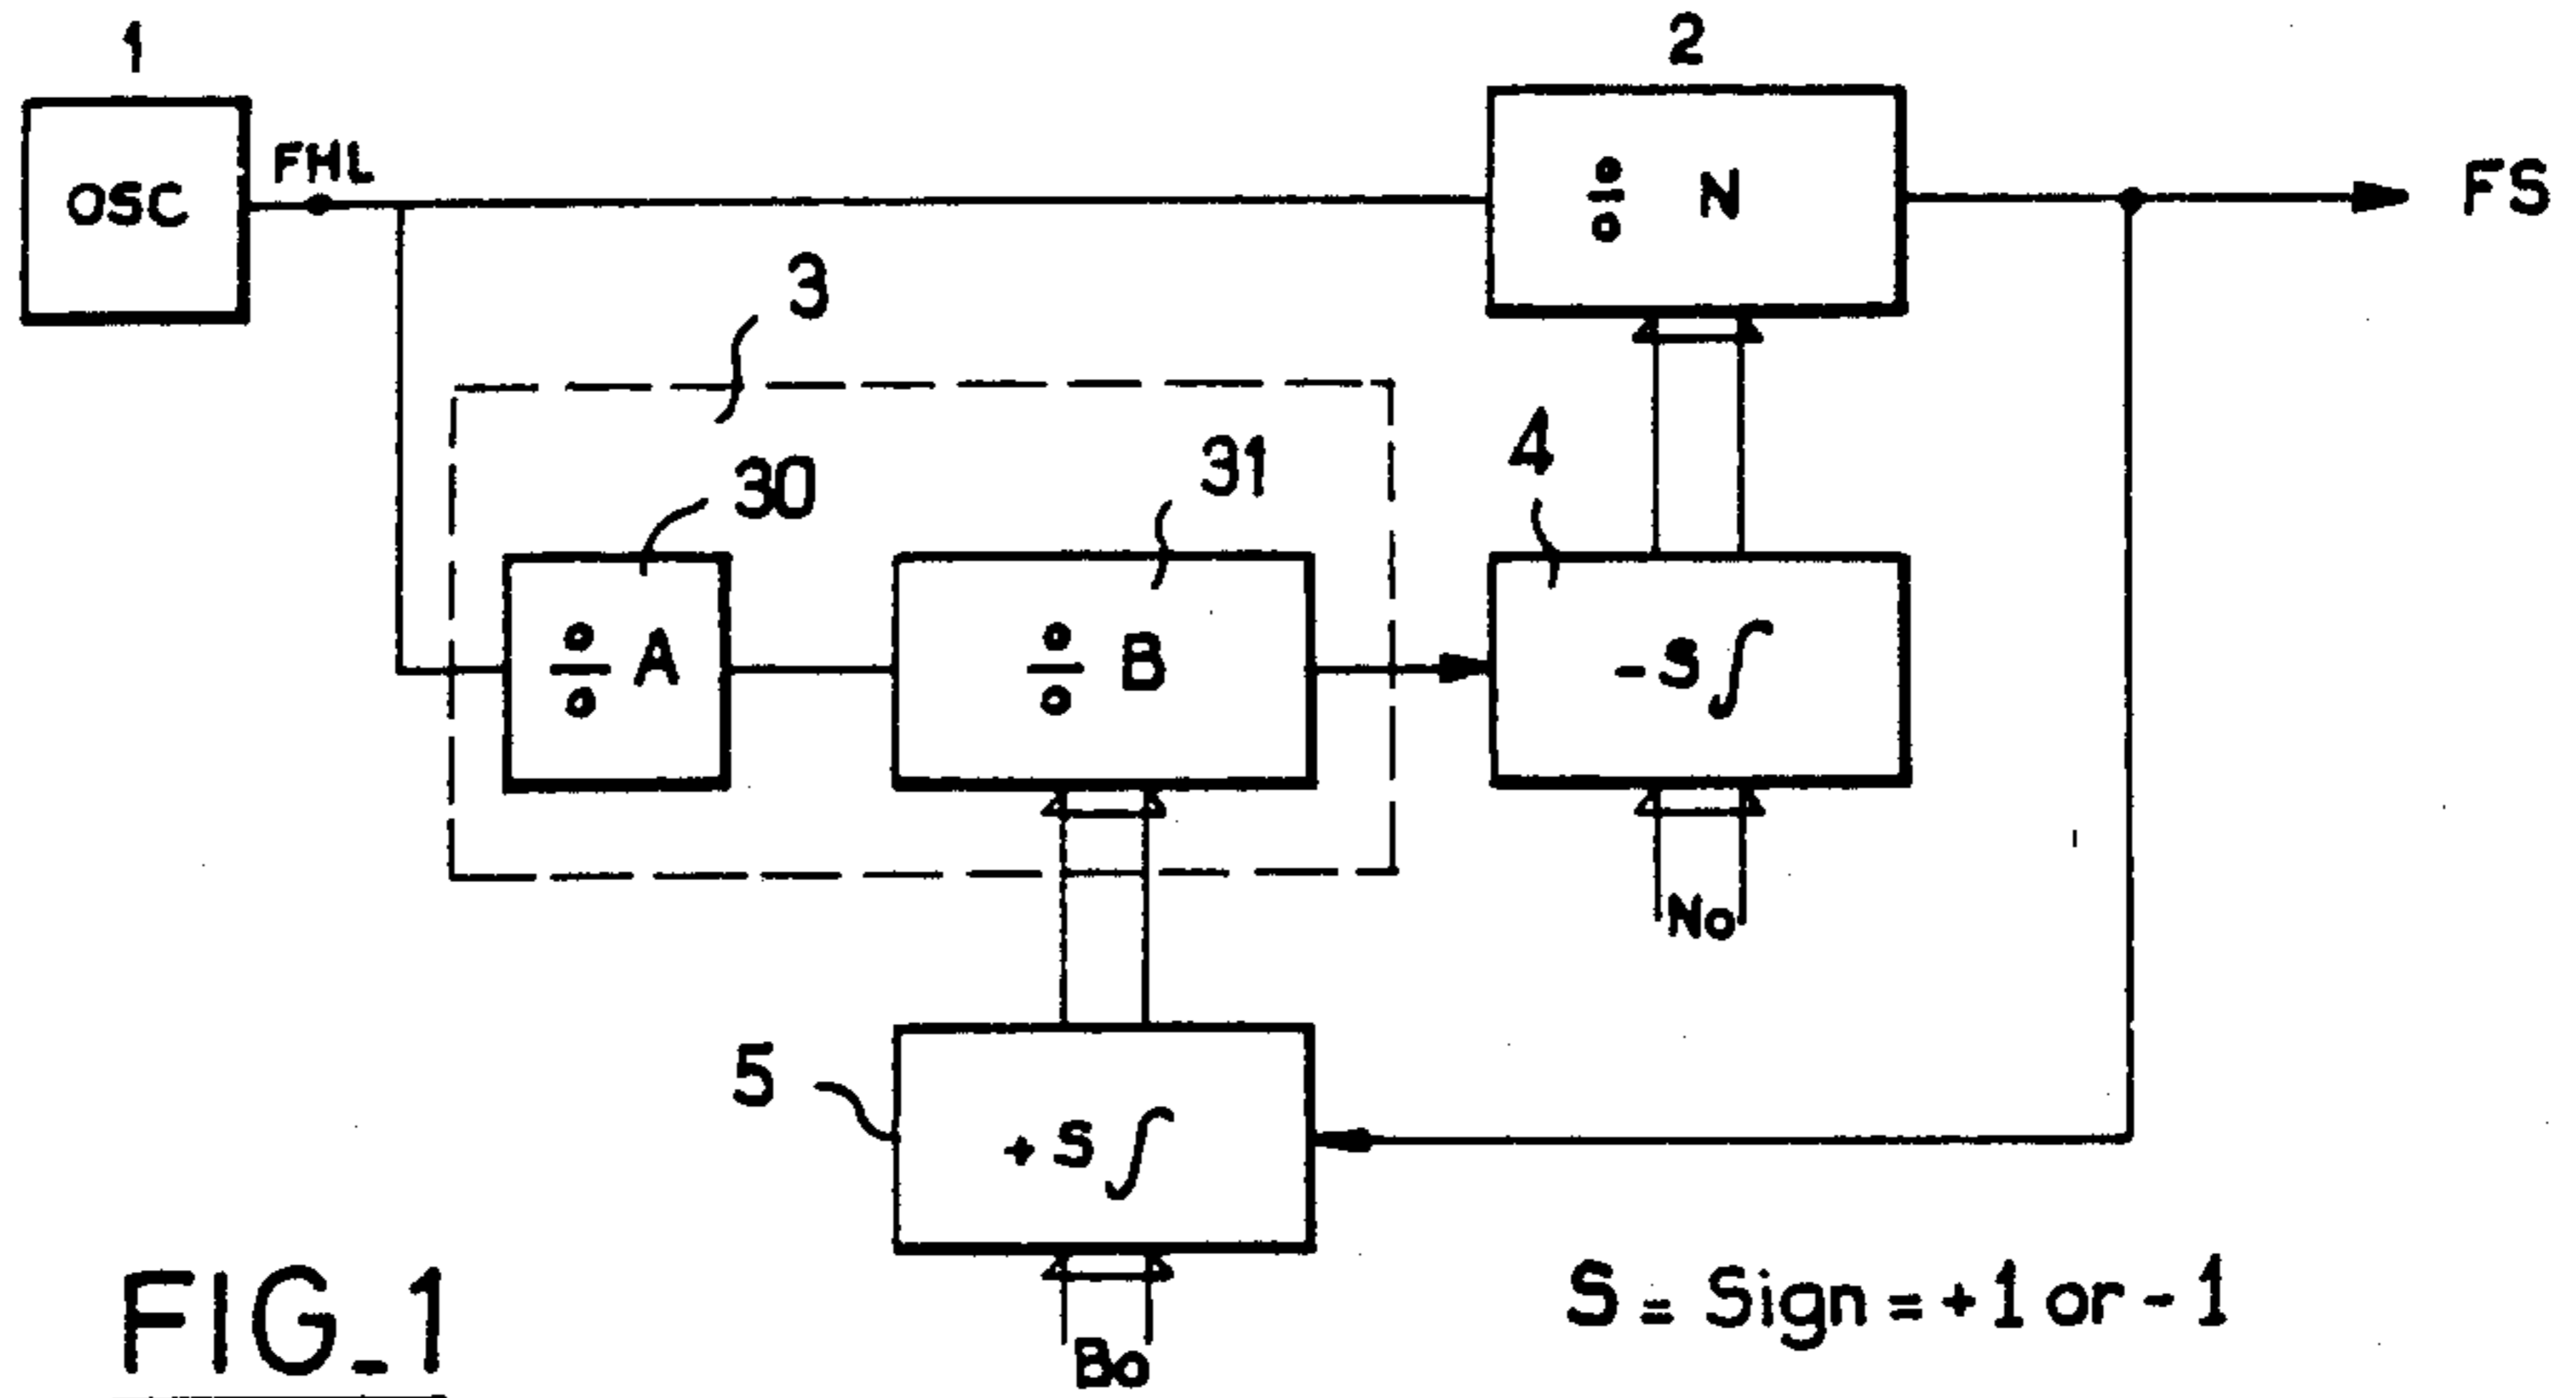 1
2
OSC
FHL
÷ N
FS
3
30
31
4
÷ A
÷ B
- S ∫
No
5
+ S ∫
Bo
S = Sign = +1 or -1
FIG_1